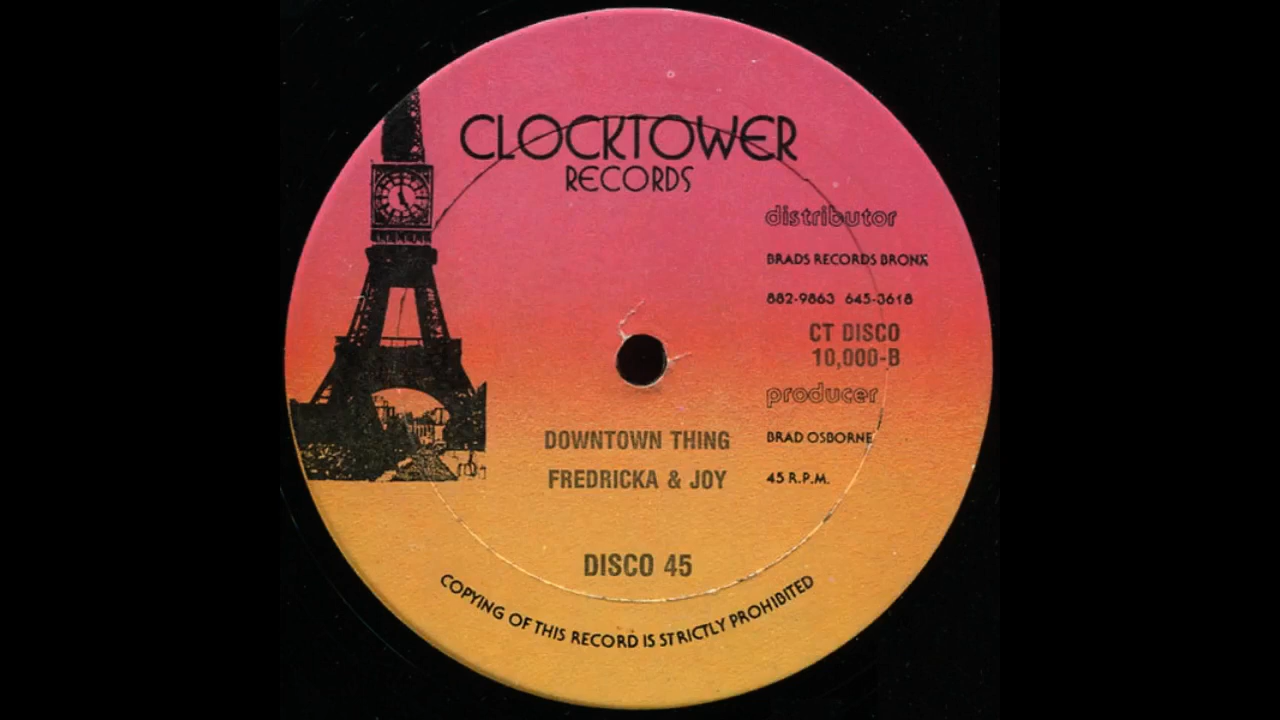 CLOCKTOWER
RECORDS
distributor
BRADS RECORDS BRONX
882-9863 645-3618
CT DISCO
10,000-B
producer
BRAD OSBORNE
45 R.P.M.
DOWNTOWN THING
FREDRICKA & JOY
DISCO 45
COPYING OF THIS RECORD IS STRICTLY PROHIBITED